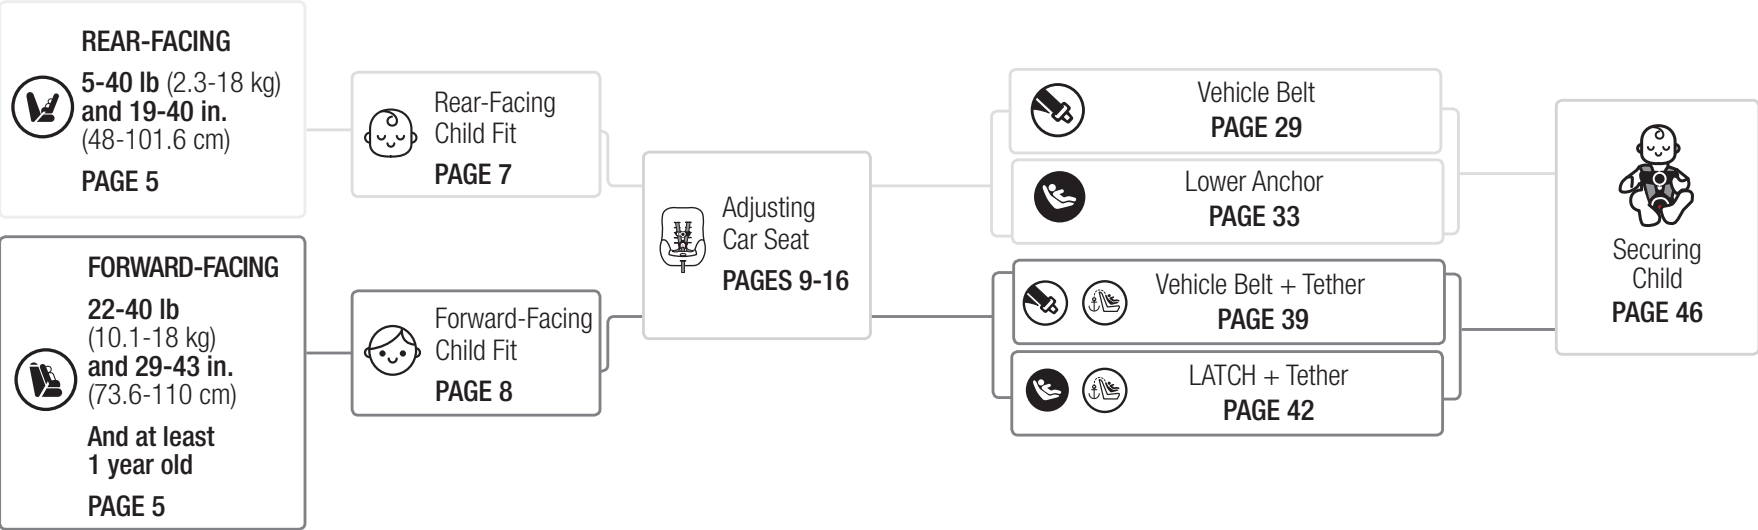 REAR-FACING
5-40 lb (2.3-18 kg)
and 19-40 in.
(48-101.6 cm)
PAGE 5
FORWARD-FACING
22-40 lb
(10.1-18 kg)
and 29-43 in.
(73.6-110 cm)
And at least
1 year old
PAGE 5
Rear-Facing
Child Fit
PAGE 7
Forward-Facing
Child Fit
PAGE 8
Adjusting
Car Seat
PAGES 9-16
Vehicle Belt
PAGE 29
Lower Anchor
PAGE 33
Vehicle Belt + Tether
PAGE 39
LATCH + Tether
PAGE 42
Securing
Child
PAGE 46